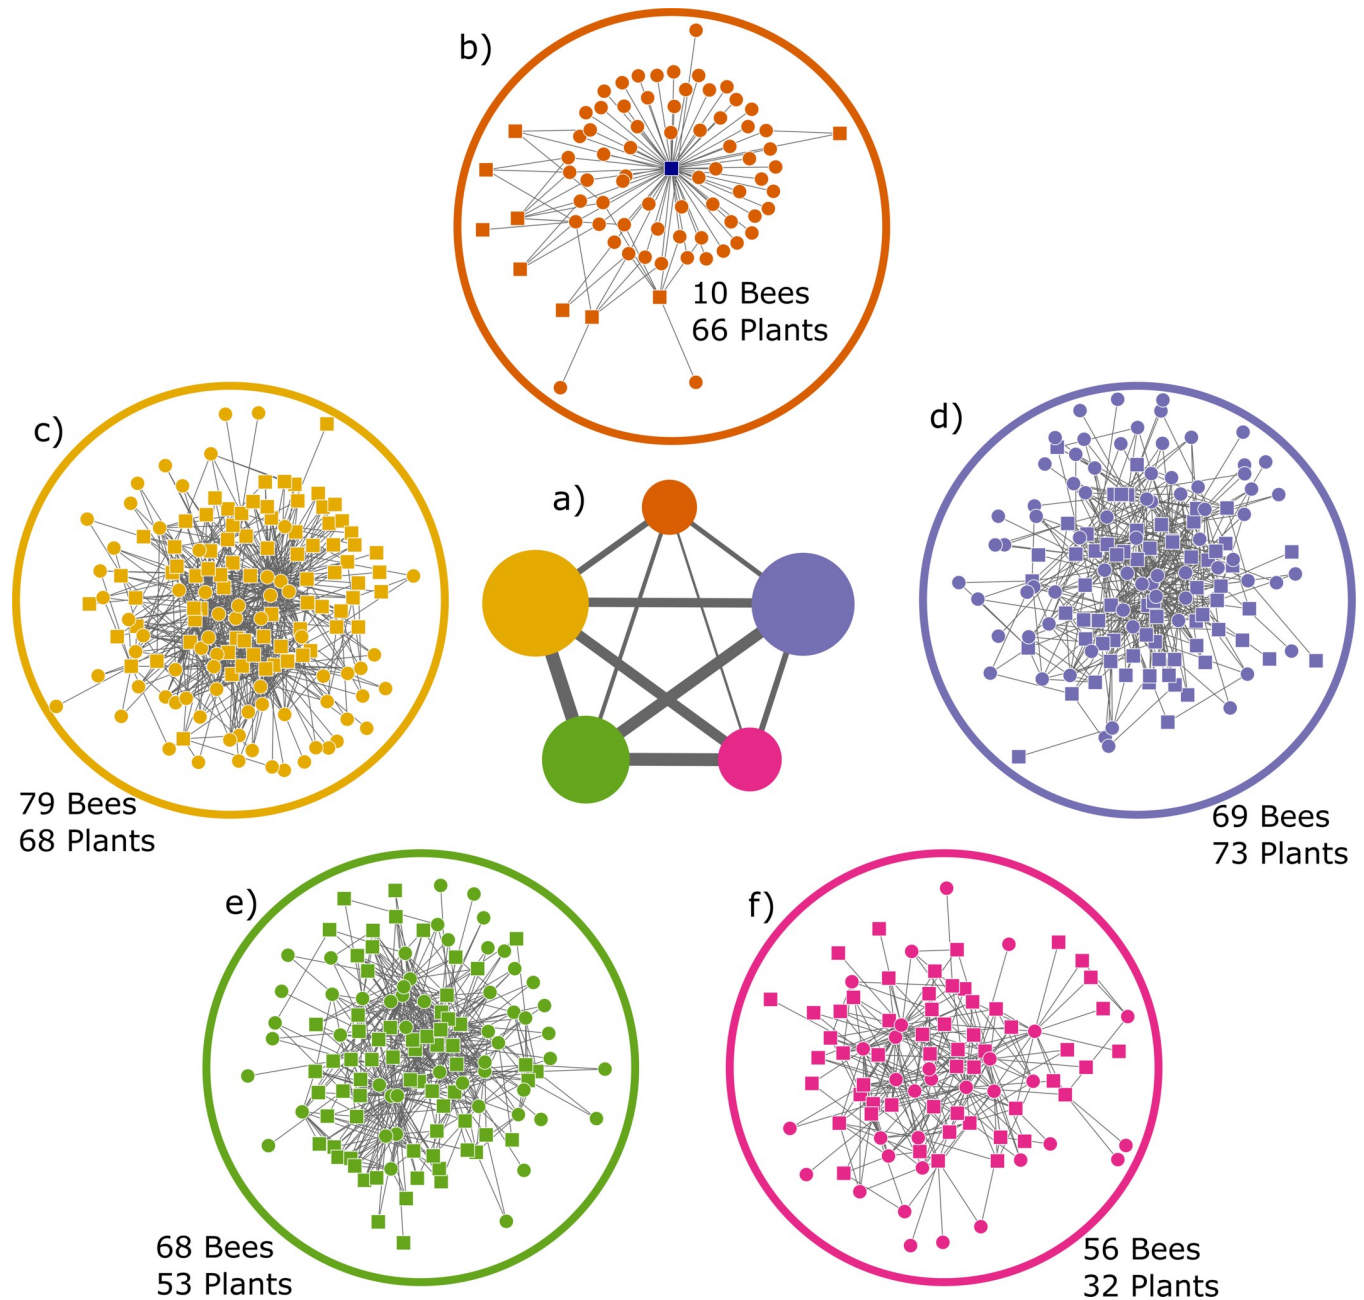 b)
10 Bees
66 Plants
c)
79 Bees
68 Plants
a)
d)
69 Bees
73 Plants
e)
68 Bees
53 Plants
f)
56 Bees
32 Plants